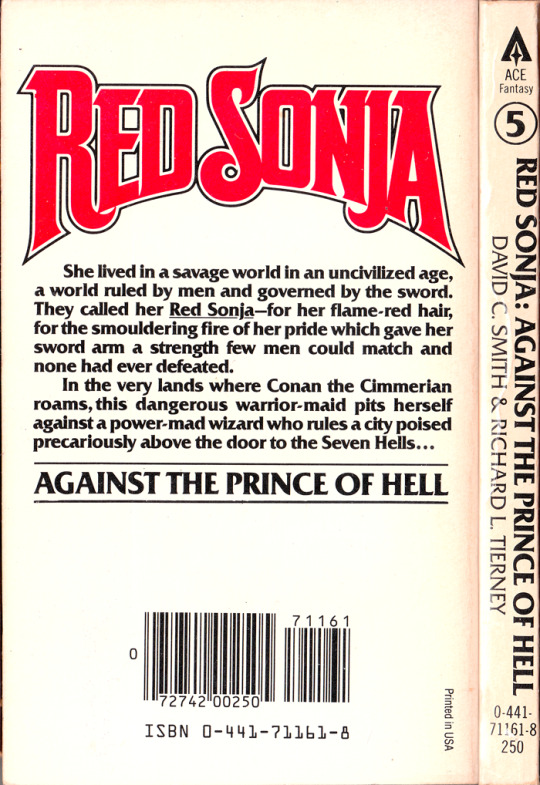 RED SONJA
She lived in a savage world in an uncivilized age,
a world ruled by men and governed by the sword.
They called her Red Sonja—for her flame-red hair,
for the smouldering fire of her pride which gave her
sword arm a strength few men could match and
none had ever defeated.
In the very lands where Conan the Cimmerian
roams, this dangerous warrior-maid pits herself
against a power-mad wizard who rules a city poised
precariously above the door to the Seven Hells...
AGAINST THE PRINCE OF HELL
71161
0
72742 00250
ISBN 0-441-71161-8
Printed in USA
ACE
Fantasy
5
RED SONJA: AGAINST THE PRINCE OF HELL
DAVID C. SMITH & RICHARD L. TIERNEY
0-441-
71161-8
250